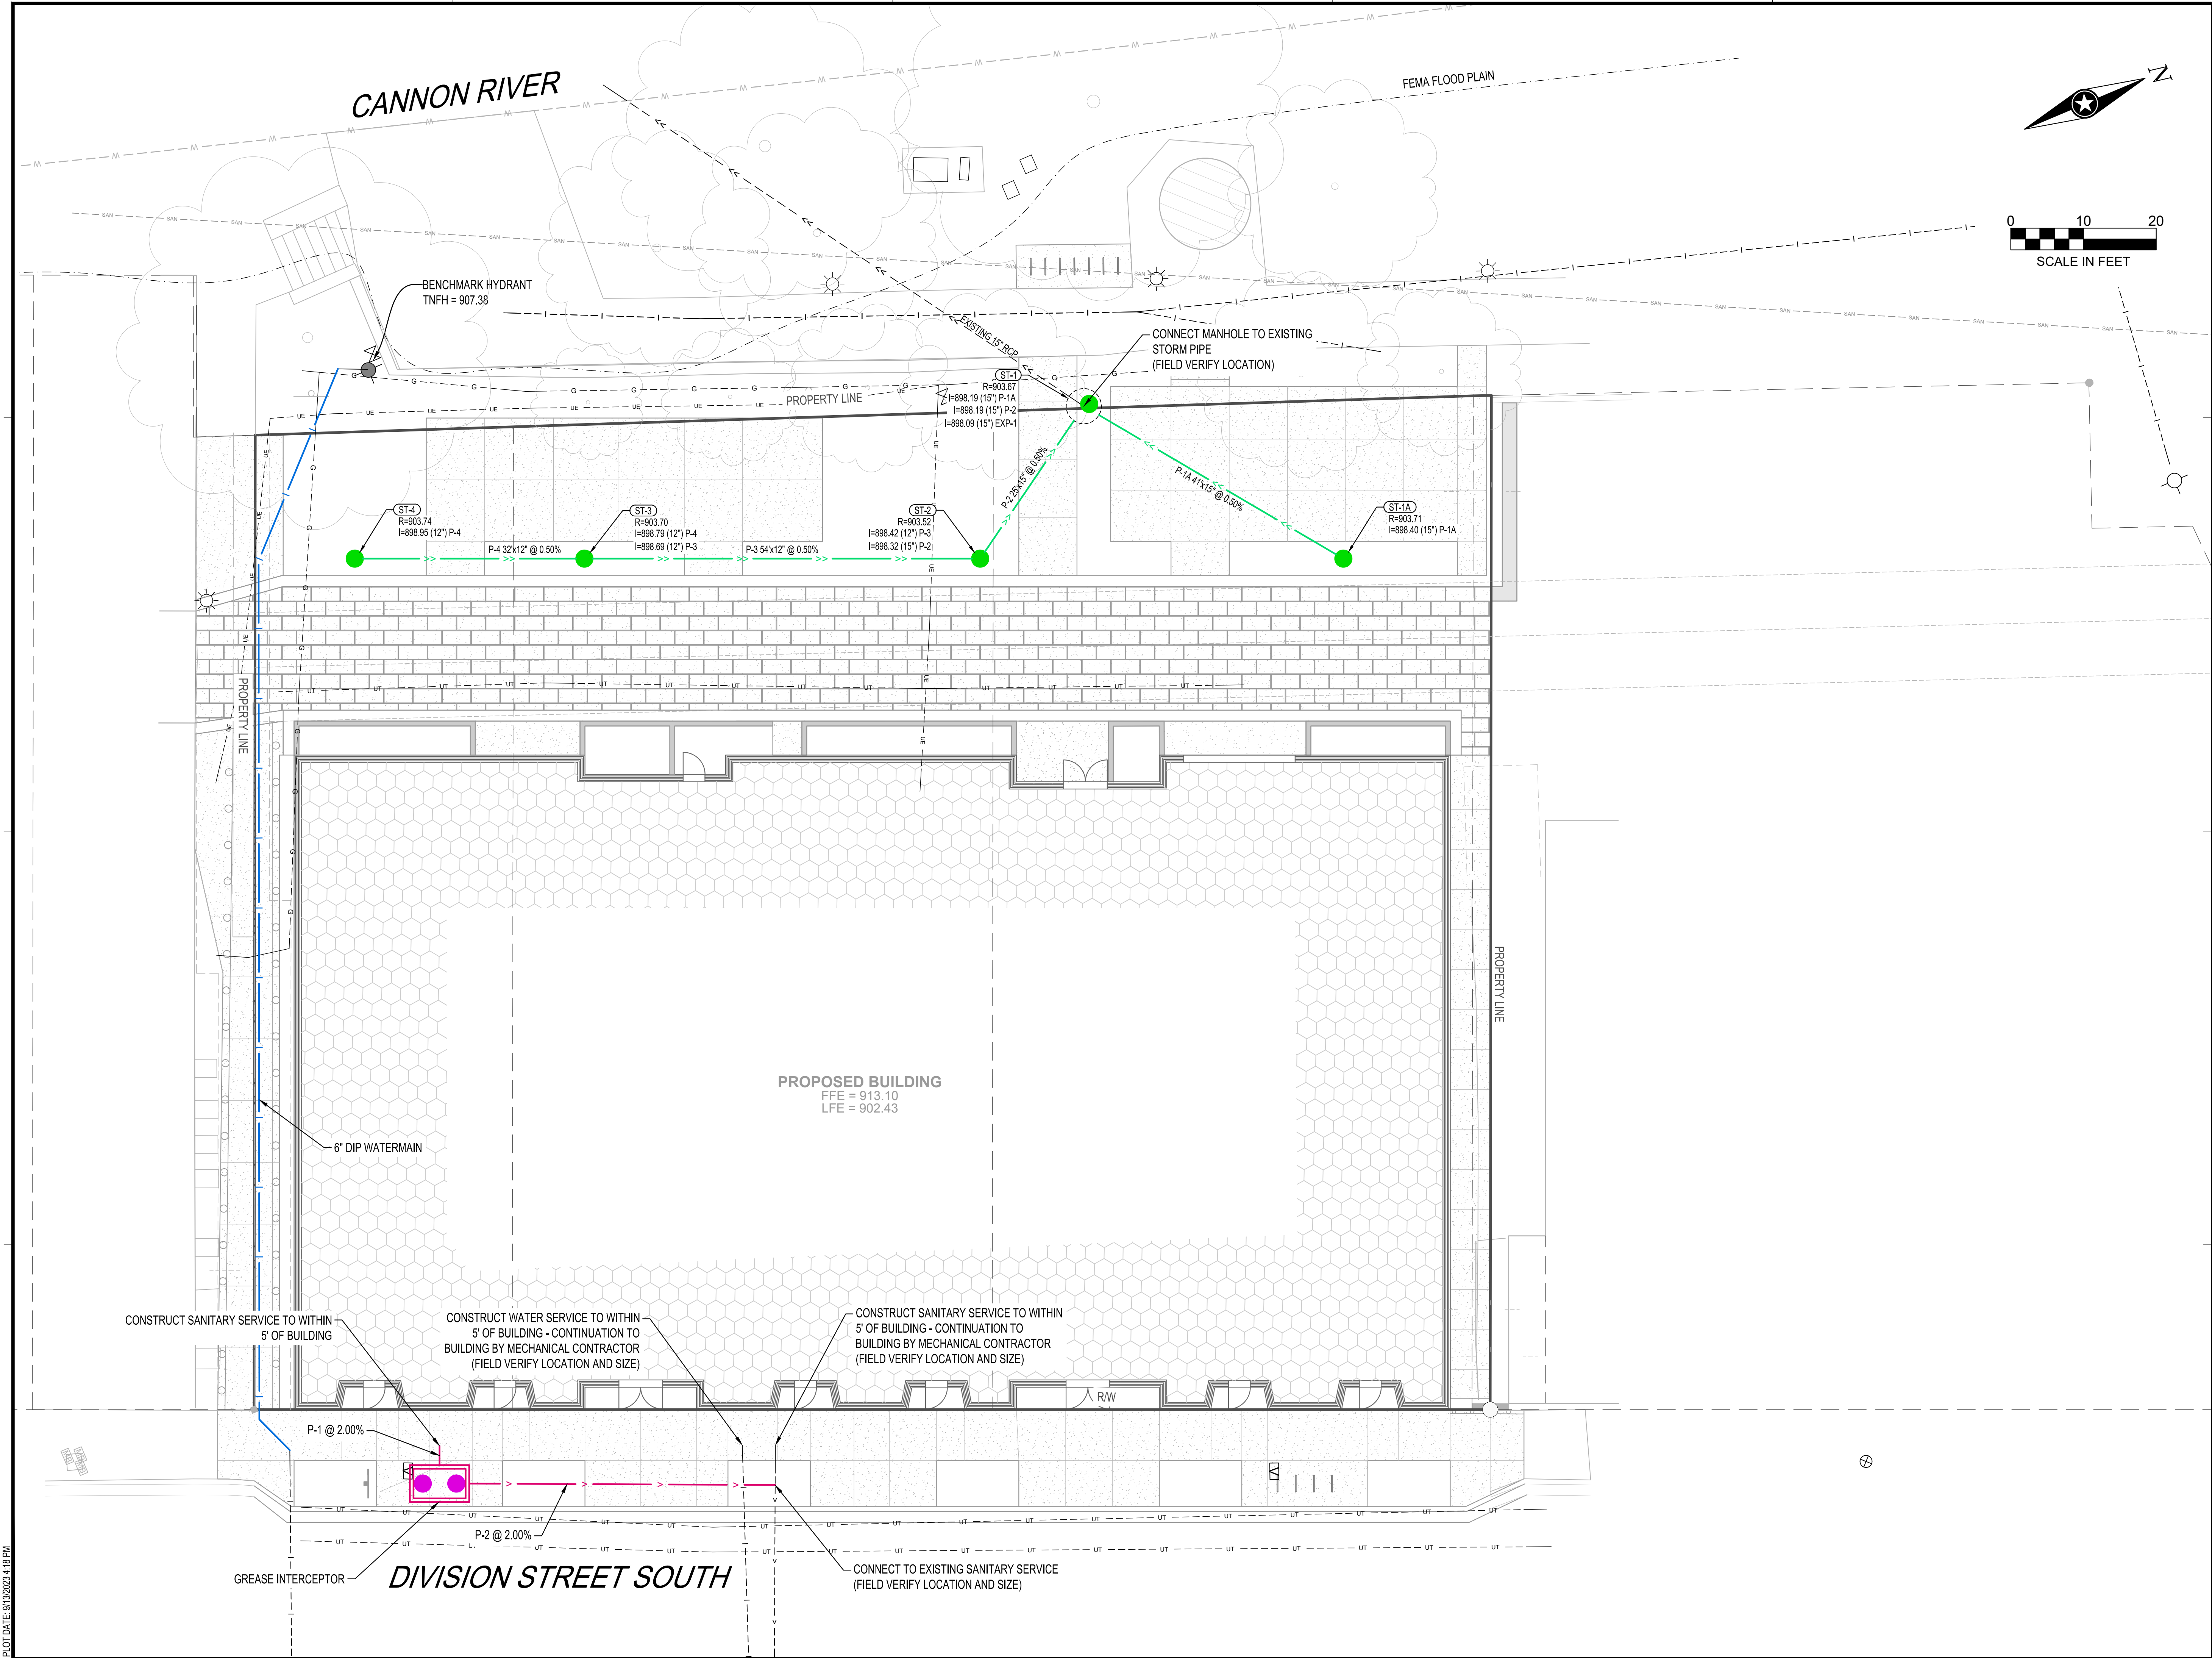 CANNON RIVER
FEMA FLOOD PLAIN
N
0 10 20
SCALE IN FEET
BENCHMARK HYDRANT
TNFH = 907.38
EXISTING 15" RCP
CONNECT MANHOLE TO EXISTING
STORM PIPE
(FIELD VERIFY LOCATION)
ST-1
R=903.67
I=898.19 (15") P-1A
I=898.19 (15") P-2
I=898.09 (15") EXP-1
PROPERTY LINE
P-2 25'x15" @ 0.50%
P-1A 41'x15" @ 0.50%
ST-4
R=903.74
I=898.95 (12") P-4
P-4 32'x12" @ 0.50%
ST-3
R=903.70
I=898.79 (12") P-4
I=898.69 (12") P-3
P-3 54'x12" @ 0.50%
ST-2
R=903.52
I=898.42 (12") P-3
I=898.32 (15") P-2
ST-1A
R=903.71
I=898.40 (15") P-1A
PROPERTY LINE
PROPERTY LINE
PROPOSED BUILDING
FFE = 913.10
LFE = 902.43
6" DIP WATERMAIN
CONSTRUCT SANITARY SERVICE TO WITHIN
5' OF BUILDING
CONSTRUCT WATER SERVICE TO WITHIN
5' OF BUILDING - CONTINUATION TO
BUILDING BY MECHANICAL CONTRACTOR
(FIELD VERIFY LOCATION AND SIZE)
CONSTRUCT SANITARY SERVICE TO WITHIN
5' OF BUILDING - CONTINUATION TO
BUILDING BY MECHANICAL CONTRACTOR
(FIELD VERIFY LOCATION AND SIZE)
R/W
P-1 @ 2.00%
P-2 @ 2.00%
GREASE INTERCEPTOR
DIVISION STREET SOUTH
CONNECT TO EXISTING SANITARY SERVICE
(FIELD VERIFY LOCATION AND SIZE)
PLOT DATE: 9/13/2023 4:18 PM